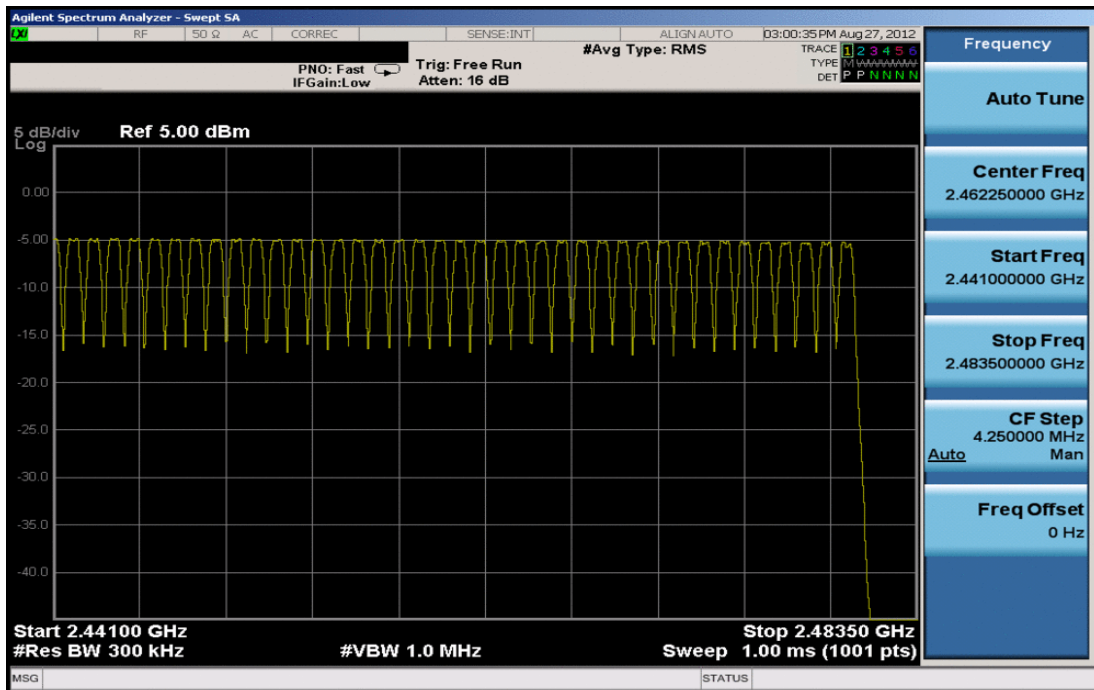 Agilent Spectrum Analyzer - Swept SA
LXI RF 50 Ω AC CORREC SENSE:INT ALIGN AUTO 03:00:35 PM Aug 27, 2012
#Avg Type: RMS
TRACE 1 2 3 4 5 6
PNO: Fast Trig: Free Run
TYPE M W W W W W
IFGain:Low Atten: 16 dB
DET P P N N N N
Frequency
Auto Tune
Center Freq
2.462250000 GHz
Start Freq
2.441000000 GHz
Stop Freq
2.483500000 GHz
CF Step
4.250000 MHz
Auto Man
Freq Offset
0 Hz
5 dB/div Ref 5.00 dBm
Log
0.00
-5.00
-10.0
-15.0
-20.0
-25.0
-30.0
-35.0
-40.0
Start 2.44100 GHz Stop 2.48350 GHz
#Res BW 300 kHz #VBW 1.0 MHz Sweep 1.00 ms (1001 pts)
MSG STATUS